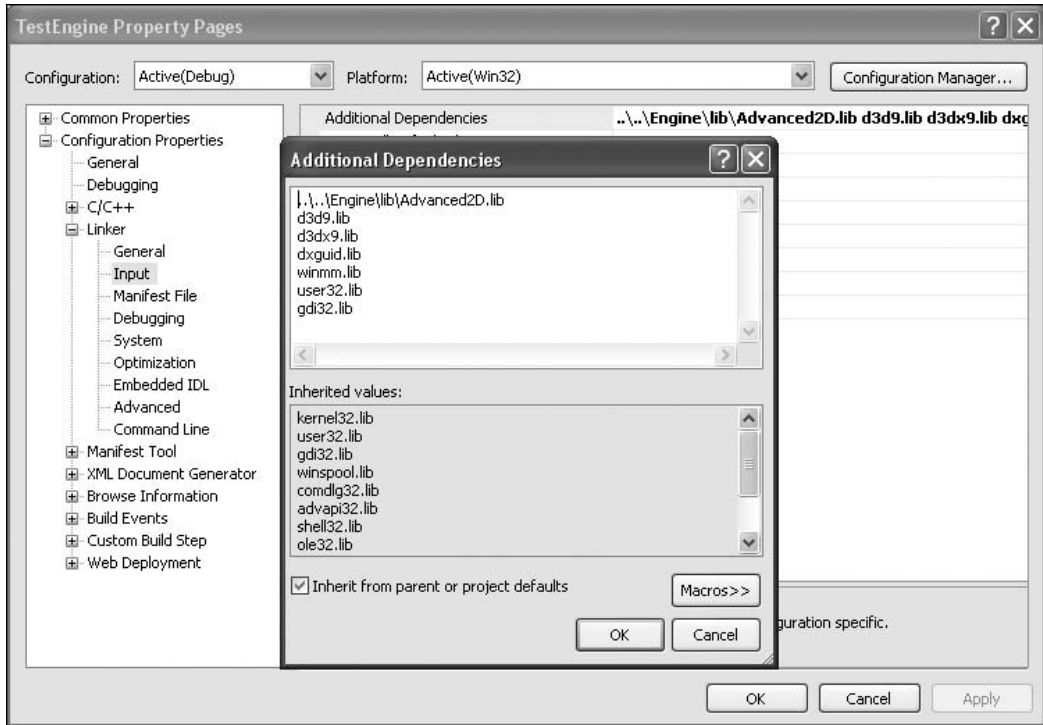 TestEngine Property Pages
Configuration: Active(Debug) Platform: Active(Win32) Configuration Manager...
Common Properties
Configuration Properties
General
Debugging
C/C++
Linker
General
Input
Manifest File
Debugging
System
Optimization
Embedded IDL
Advanced
Command Line
Manifest Tool
XML Document Generator
Browse Information
Build Events
Custom Build Step
Web Deployment
Additional Dependencies ..\..\Engine\lib\Advanced2D.lib d3d9.lib d3dx9.lib dxg
Additional Dependencies
.\..\Engine\lib\Advanced2D.lib
d3d9.lib
d3dx9.lib
dxguid.lib
winmm.lib
user32.lib
gdi32.lib
Inherited values:
kernel32.lib
user32.lib
gdi32.lib
winspool.lib
comdlg32.lib
advapi32.lib
shell32.lib
ole32.lib
Inherit from parent or project defaults
Macros>>
OK Cancel
guration specific.
OK Cancel Apply